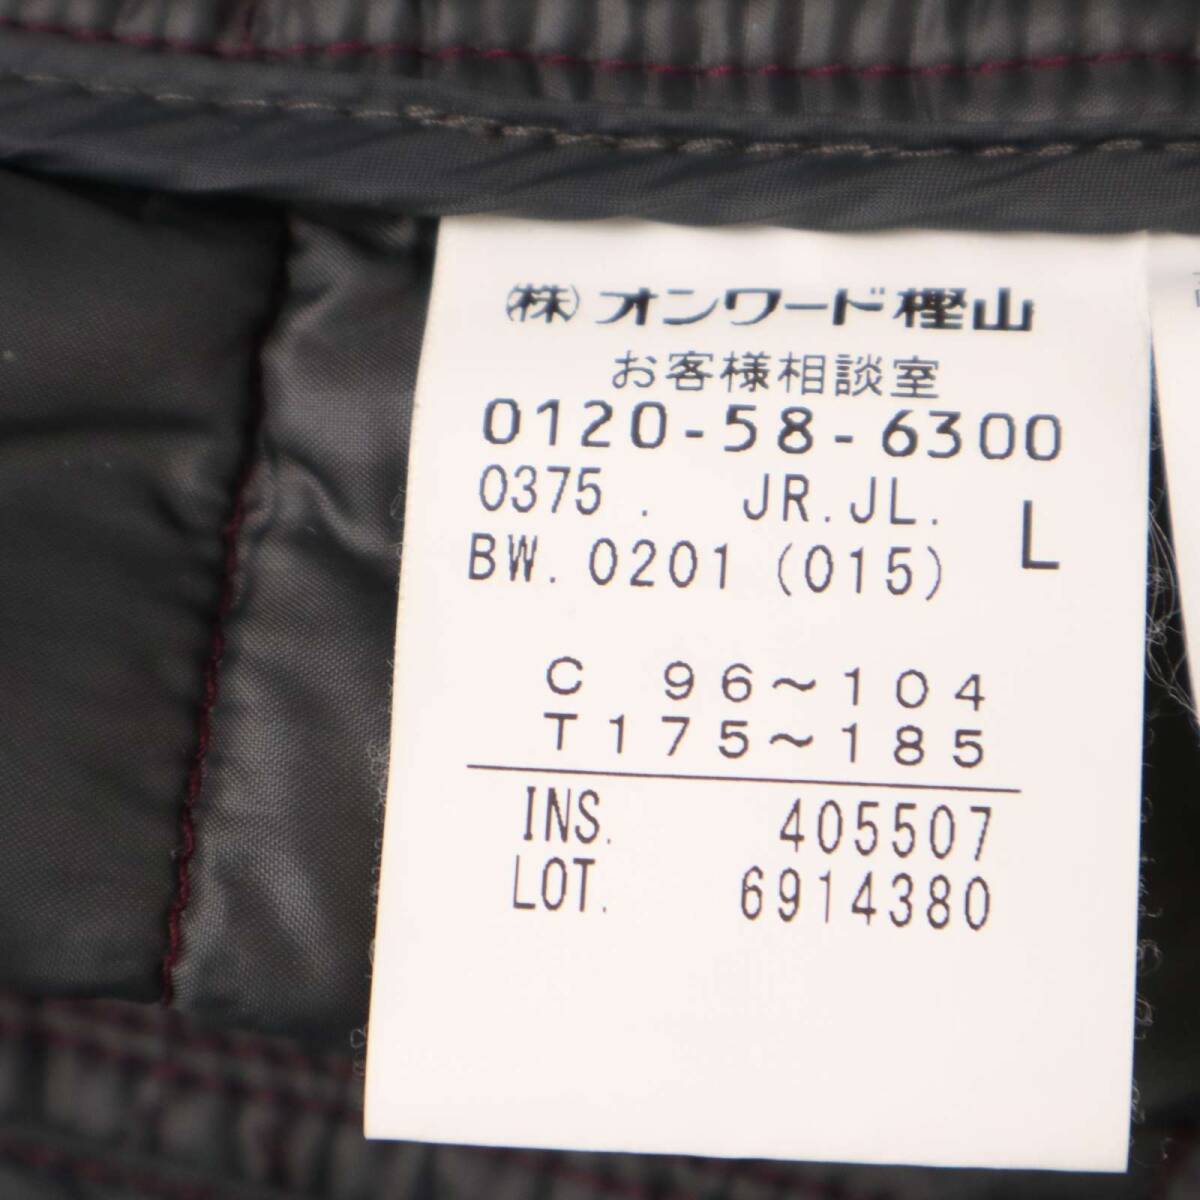 ㈱オンワード樫山
お客様相談室
0120-58-6300
0375 . JR.JL. L
BW. 0201 (015)
C 96〜104
T175〜185
INS. 405507
LOT. 6914380